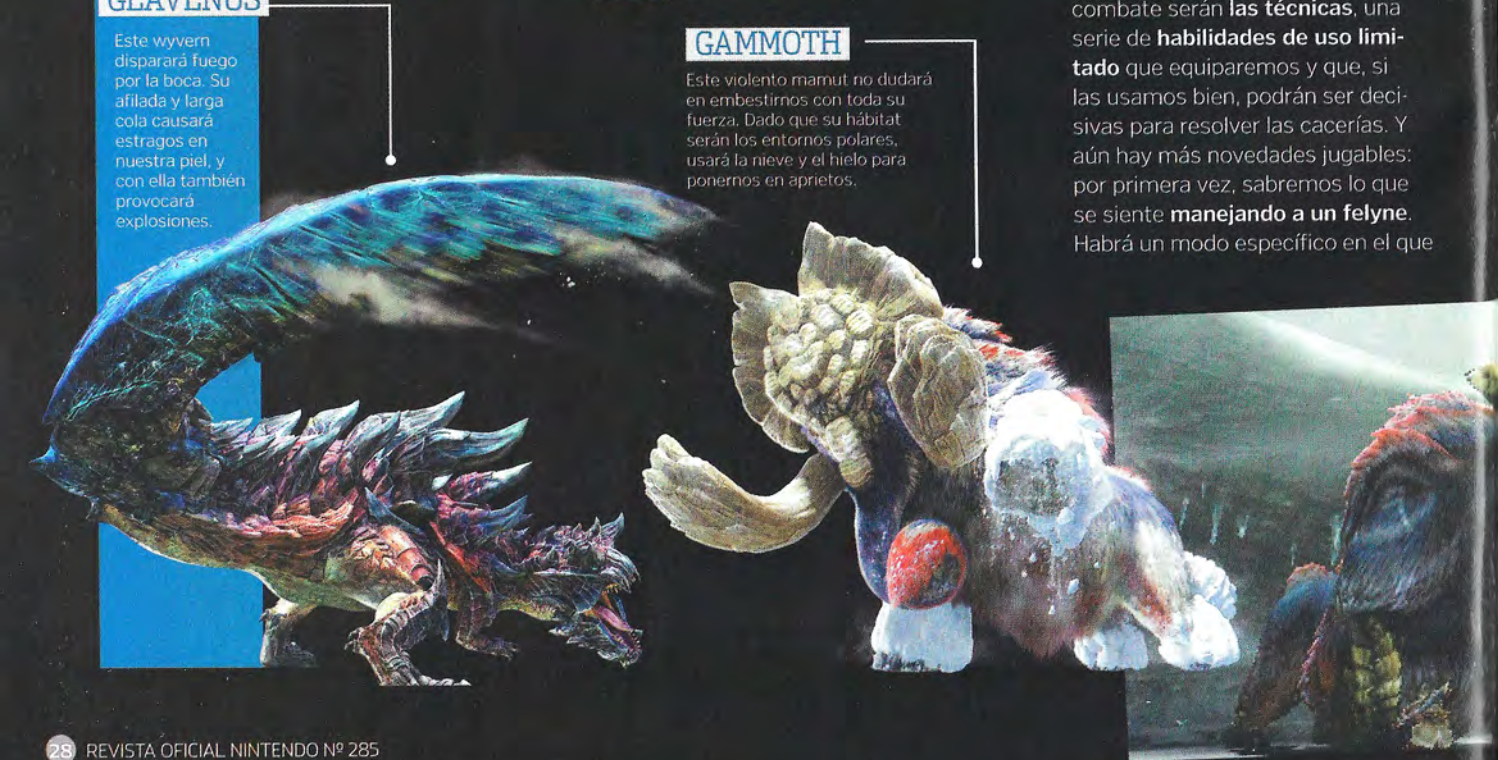 GLAVENUS
Este wyvern
disparará fuego
por la boca. Su
afilada y larga
cola causará
estragos en
nuestra piel, y
con ella también
provocará
explosiones.
GAMMOTH
Este violento mamut no dudará
en embestirnos con toda su
fuerza. Dado que su hábitat
serán los entornos polares,
usará la nieve y el hielo para
ponernos en aprietos.
combate serán las técnicas, una
serie de habilidades de uso limi-
tado que equiparemos y que, si
las usamos bien, podrán ser deci-
sivas para resolver las cacerías. Y
aún hay más novedades jugables:
por primera vez, sabremos lo que
se siente manejando a un felyne.
Habrá un modo específico en el que
28 REVISTA OFICIAL NINTENDO Nº 285